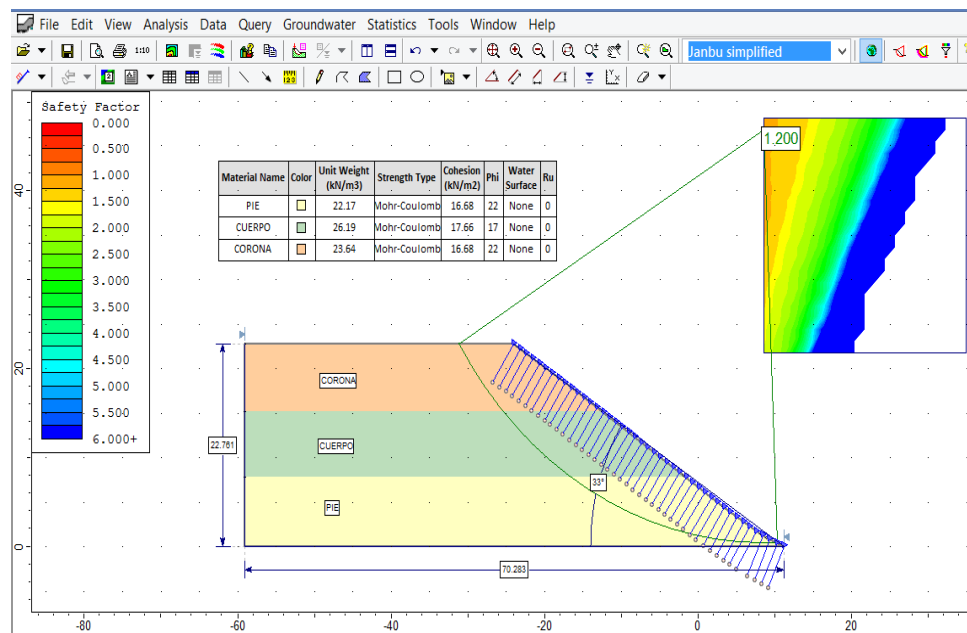 File Edit View Analysis Data Query Groundwater Statistics Tools Window Help
1:10
Janbu simplified
Safety Factor
0.000
0.500
1.000
1.500
2.000
2.500
3.000
3.500
4.000
4.500
5.000
5.500
6.000+
Material Name Color Unit Weight (kN/m3) Strength Type Cohesion (kN/m2) Phi Water Surface Ru
PIE 22.17 Mohr-Coulomb 16.68 22 None 0
CUERPO 26.19 Mohr-Coulomb 17.66 17 None 0
CORONA 23.64 Mohr-Coulomb 16.68 22 None 0
1.200
CORONA
CUERPO
PIE
22.761
33°
70.283
40
20
0
-80 -60 -40 -20 0 20